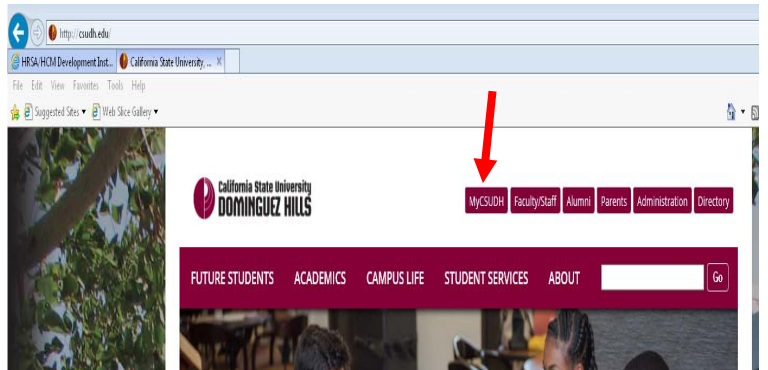 http://csudh.edu/
HRSA/HCM Development Inst... California State University, ... X
File Edit View Favorites Tools Help
Suggested Sites ▼ Web Slice Gallery ▼
California State University
DOMINGUEZ HILLS
MyCSUDH Faculty/Staff Alumni Parents Administration Directory
FUTURE STUDENTS ACADEMICS CAMPUS LIFE STUDENT SERVICES ABOUT Go